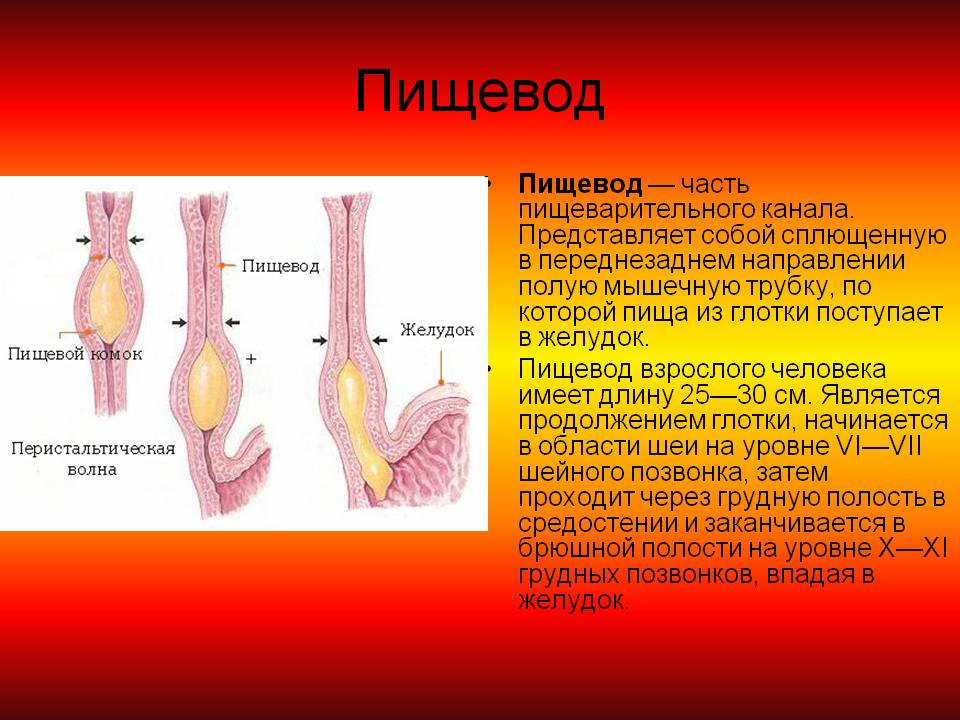 Пищевод
Пищевод
Желудок
Пищевой комок
+
Перистальтическая
волна
• Пищевод — часть
пищеварительного канала.
Представляет собой сплющенную
в переднезаднем направлении
полую мышечную трубку, по
которой пища из глотки поступает
в желудок.
• Пищевод взрослого человека
имеет длину 25—30 см. Является
продолжением глотки, начинается
в области шеи на уровне VI—VII
шейного позвонка, затем
проходит через грудную полость в
средостении и заканчивается в
брюшной полости на уровне X—XI
грудных позвонков, впадая в
желудок.